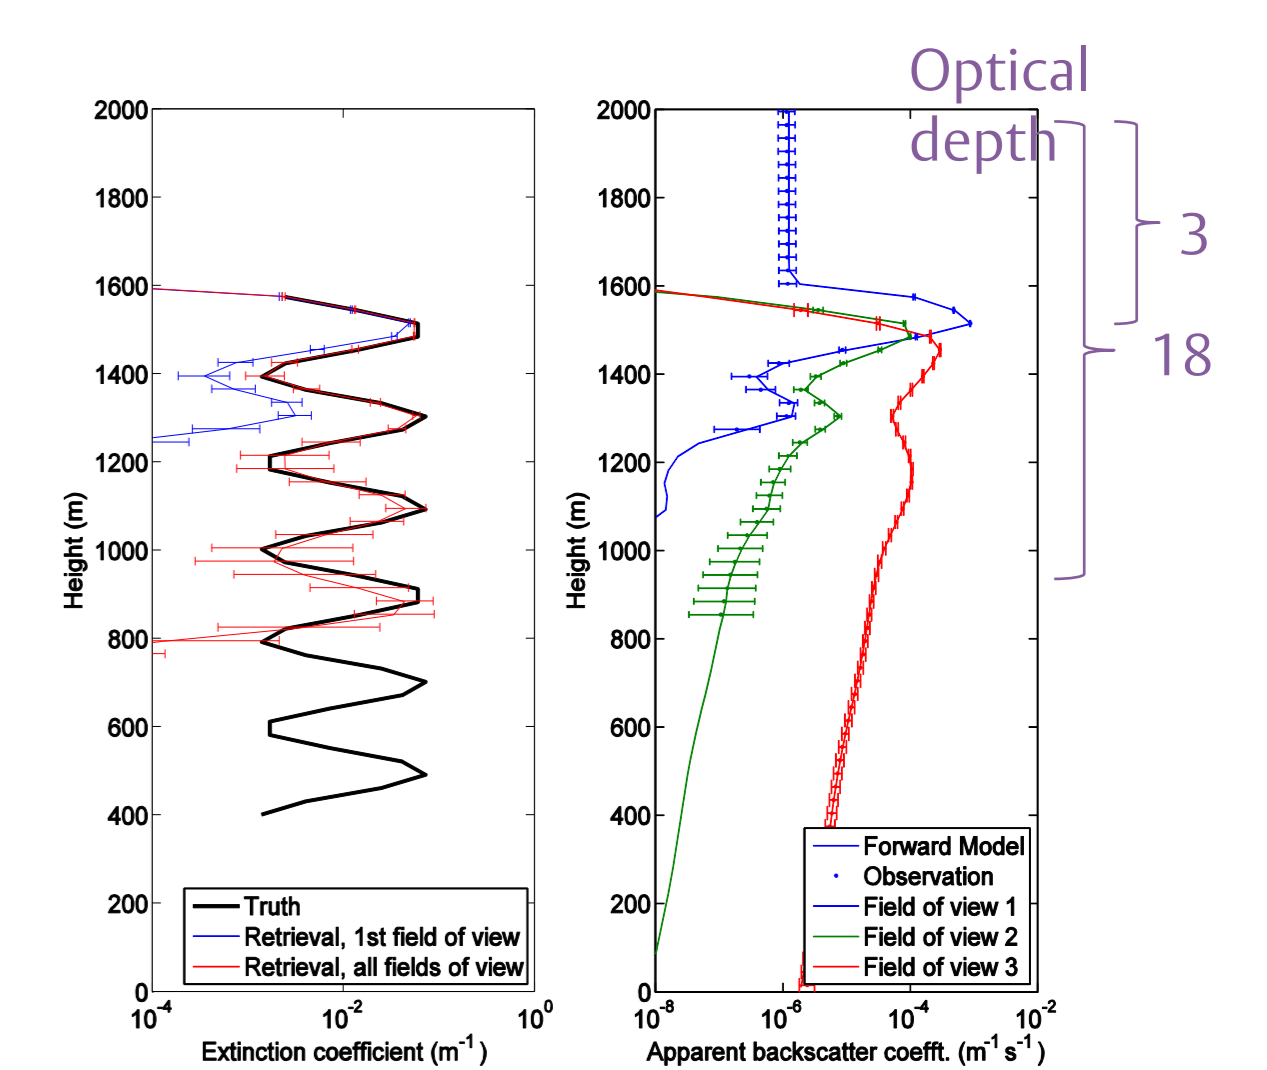 Optical
depth
3
18
2000
1800
1600
1400
1200
1000
800
600
400
200
0
Height (m)
10^-4
10^-2
10^0
Extinction coefficient (m^-1)
Truth
Retrieval, 1st field of view
Retrieval, all fields of view
2000
1800
1600
1400
1200
1000
800
600
400
200
0
Height (m)
10^-8
10^-6
10^-4
10^-2
Apparent backscatter coefft. (m^-1 s^-1)
Forward Model
Observation
Field of view 1
Field of view 2
Field of view 3